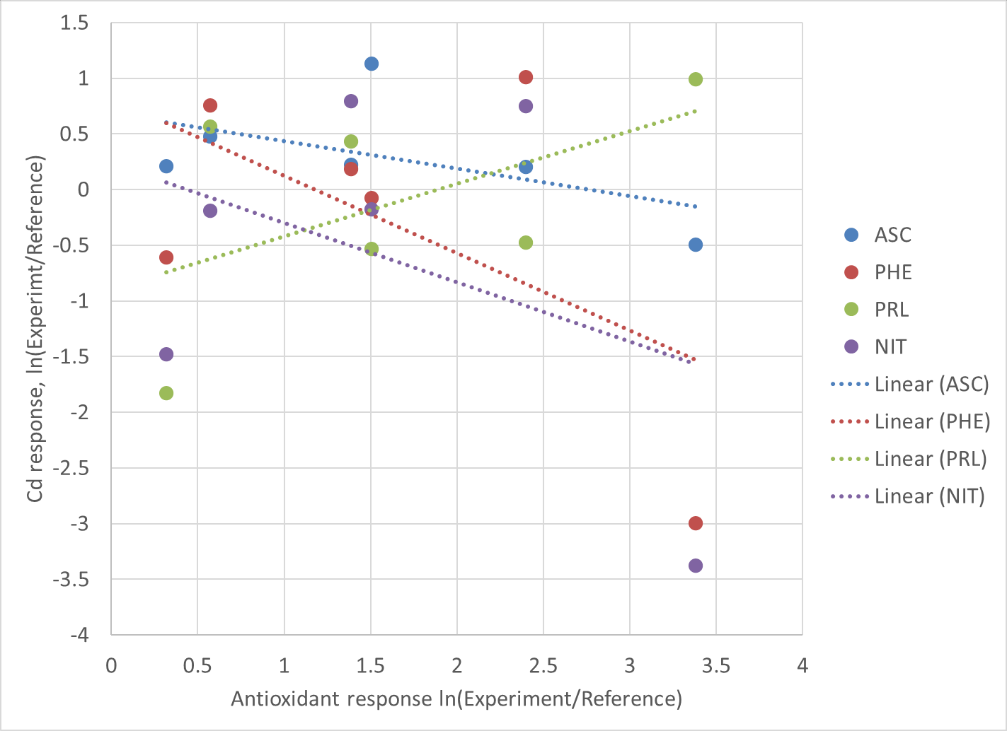 1.5
1
0.5
0
-0.5
-1
-1.5
-2
-2.5
-3
-3.5
-4
Cd response, ln(Experimt/Reference)
0 0.5 1 1.5 2 2.5 3 3.5 4
Antioxidant response ln(Experiment/Reference)
ASC
PHE
PRL
NIT
Linear (ASC)
Linear (PHE)
Linear (PRL)
Linear (NIT)